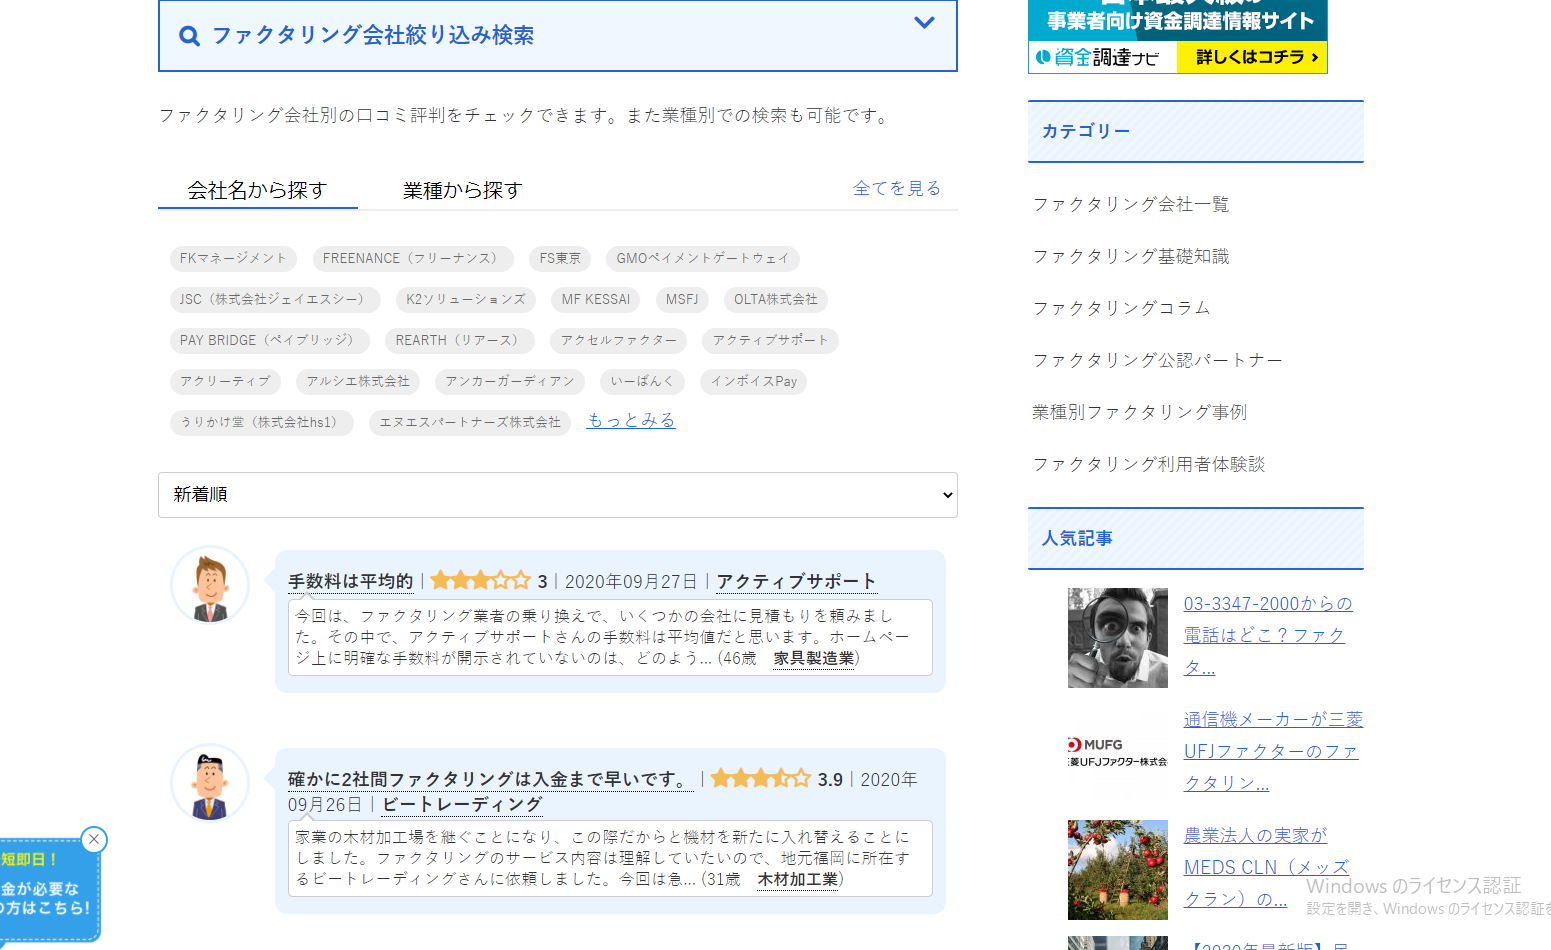 ファクタリング会社絞り込み検索
ファクタリング会社別の口コミ評判をチェックできます。また業種別での検索も可能です。
会社名から探す
業種から探す
全てを見る
FKマネージメント
FREENANCE（フリーナンス）
FS東京
GMOペイメントゲートウェイ
JSC（株式会社ジェイエスシー）
K2ソリューションズ
MF KESSAI
MSFJ
OLTA株式会社
PAY BRIDGE（ペイブリッジ）
REARTH（リアース）
アクセルファクター
アクティブサポート
アクリーティブ
アルシエ株式会社
アンカーガーディアン
いーばんく
インボイスPay
うりかけ堂（株式会社hs1）
エヌエスパートナーズ株式会社
もっとみる
新着順
手数料は平均的 | 3 | 2020年09月27日 | アクティブサポート
今回は、ファクタリング業者の乗り換えで、いくつかの会社に見積もりを頼みまし
た。その中で、アクティブサポートさんの手数料は平均値だと思います。ホームペー
ジ上に明確な手数料が開示されていないのは、どのよう... (46歳　家具製造業)
確かに2社間ファクタリングは入金まで早いです。 | 3.9 | 2020年
09月26日 | ビートレーディング
家業の木材加工場を継ぐことになり、この際だからと機材を新たに入れ替えることに
しました。ファクタリングのサービス内容は理解していたいので、地元福岡に所在す
るビートレーディングさんに依頼しました。今回は急... (31歳　木材加工業)
短即日！
金が必要な
の方はこちら!
事業者向け資金調達情報サイト
資金調達ナビ
詳しくはコチラ
カテゴリー
ファクタリング会社一覧
ファクタリング基礎知識
ファクタリングコラム
ファクタリング公認パートナー
業種別ファクタリング事例
ファクタリング利用者体験談
人気記事
03-3347-2000からの
電話はどこ？ファク
タ...
MUFG
菱UFJファクター株式会
通信機メーカーが三菱
UFJファクターのファ
クタリン...
農業法人の実家が
MEDS CLN（メッズ
クラン）の...
Windows のライセンス認証
設定を開き、Windows のライセンス認証を